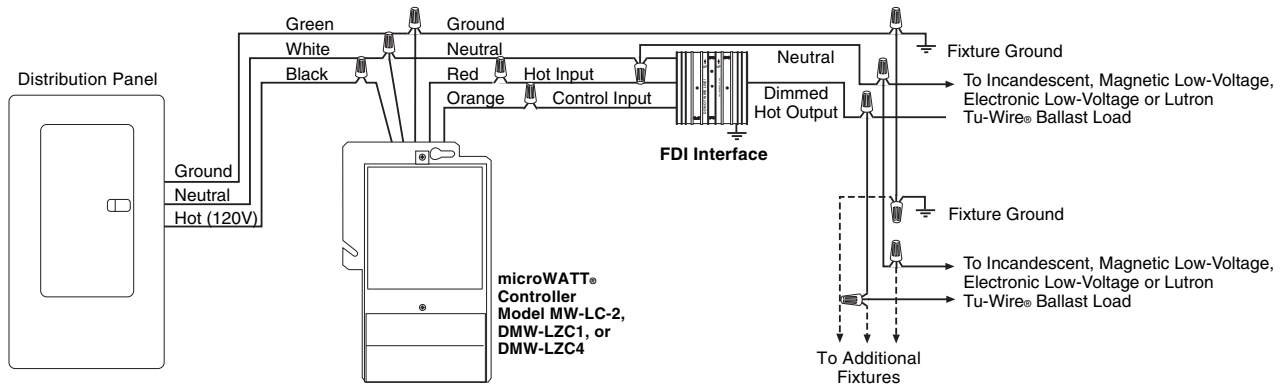 Green
Ground
White
Neutral
Neutral
Fixture Ground
Distribution Panel
Black
Red
Hot Input
Orange
Control Input
Dimmed
Hot Output
To Incandescent, Magnetic Low-Voltage,
Electronic Low-Voltage or Lutron
Tu-Wire® Ballast Load
FDI Interface
Ground
Neutral
Hot (120V)
Fixture Ground
microWATT®
Controller
Model MW-LC-2,
DMW-LZC1, or
DMW-LZC4
To Incandescent, Magnetic Low-Voltage,
Electronic Low-Voltage or Lutron
Tu-Wire® Ballast Load
To Additional
Fixtures